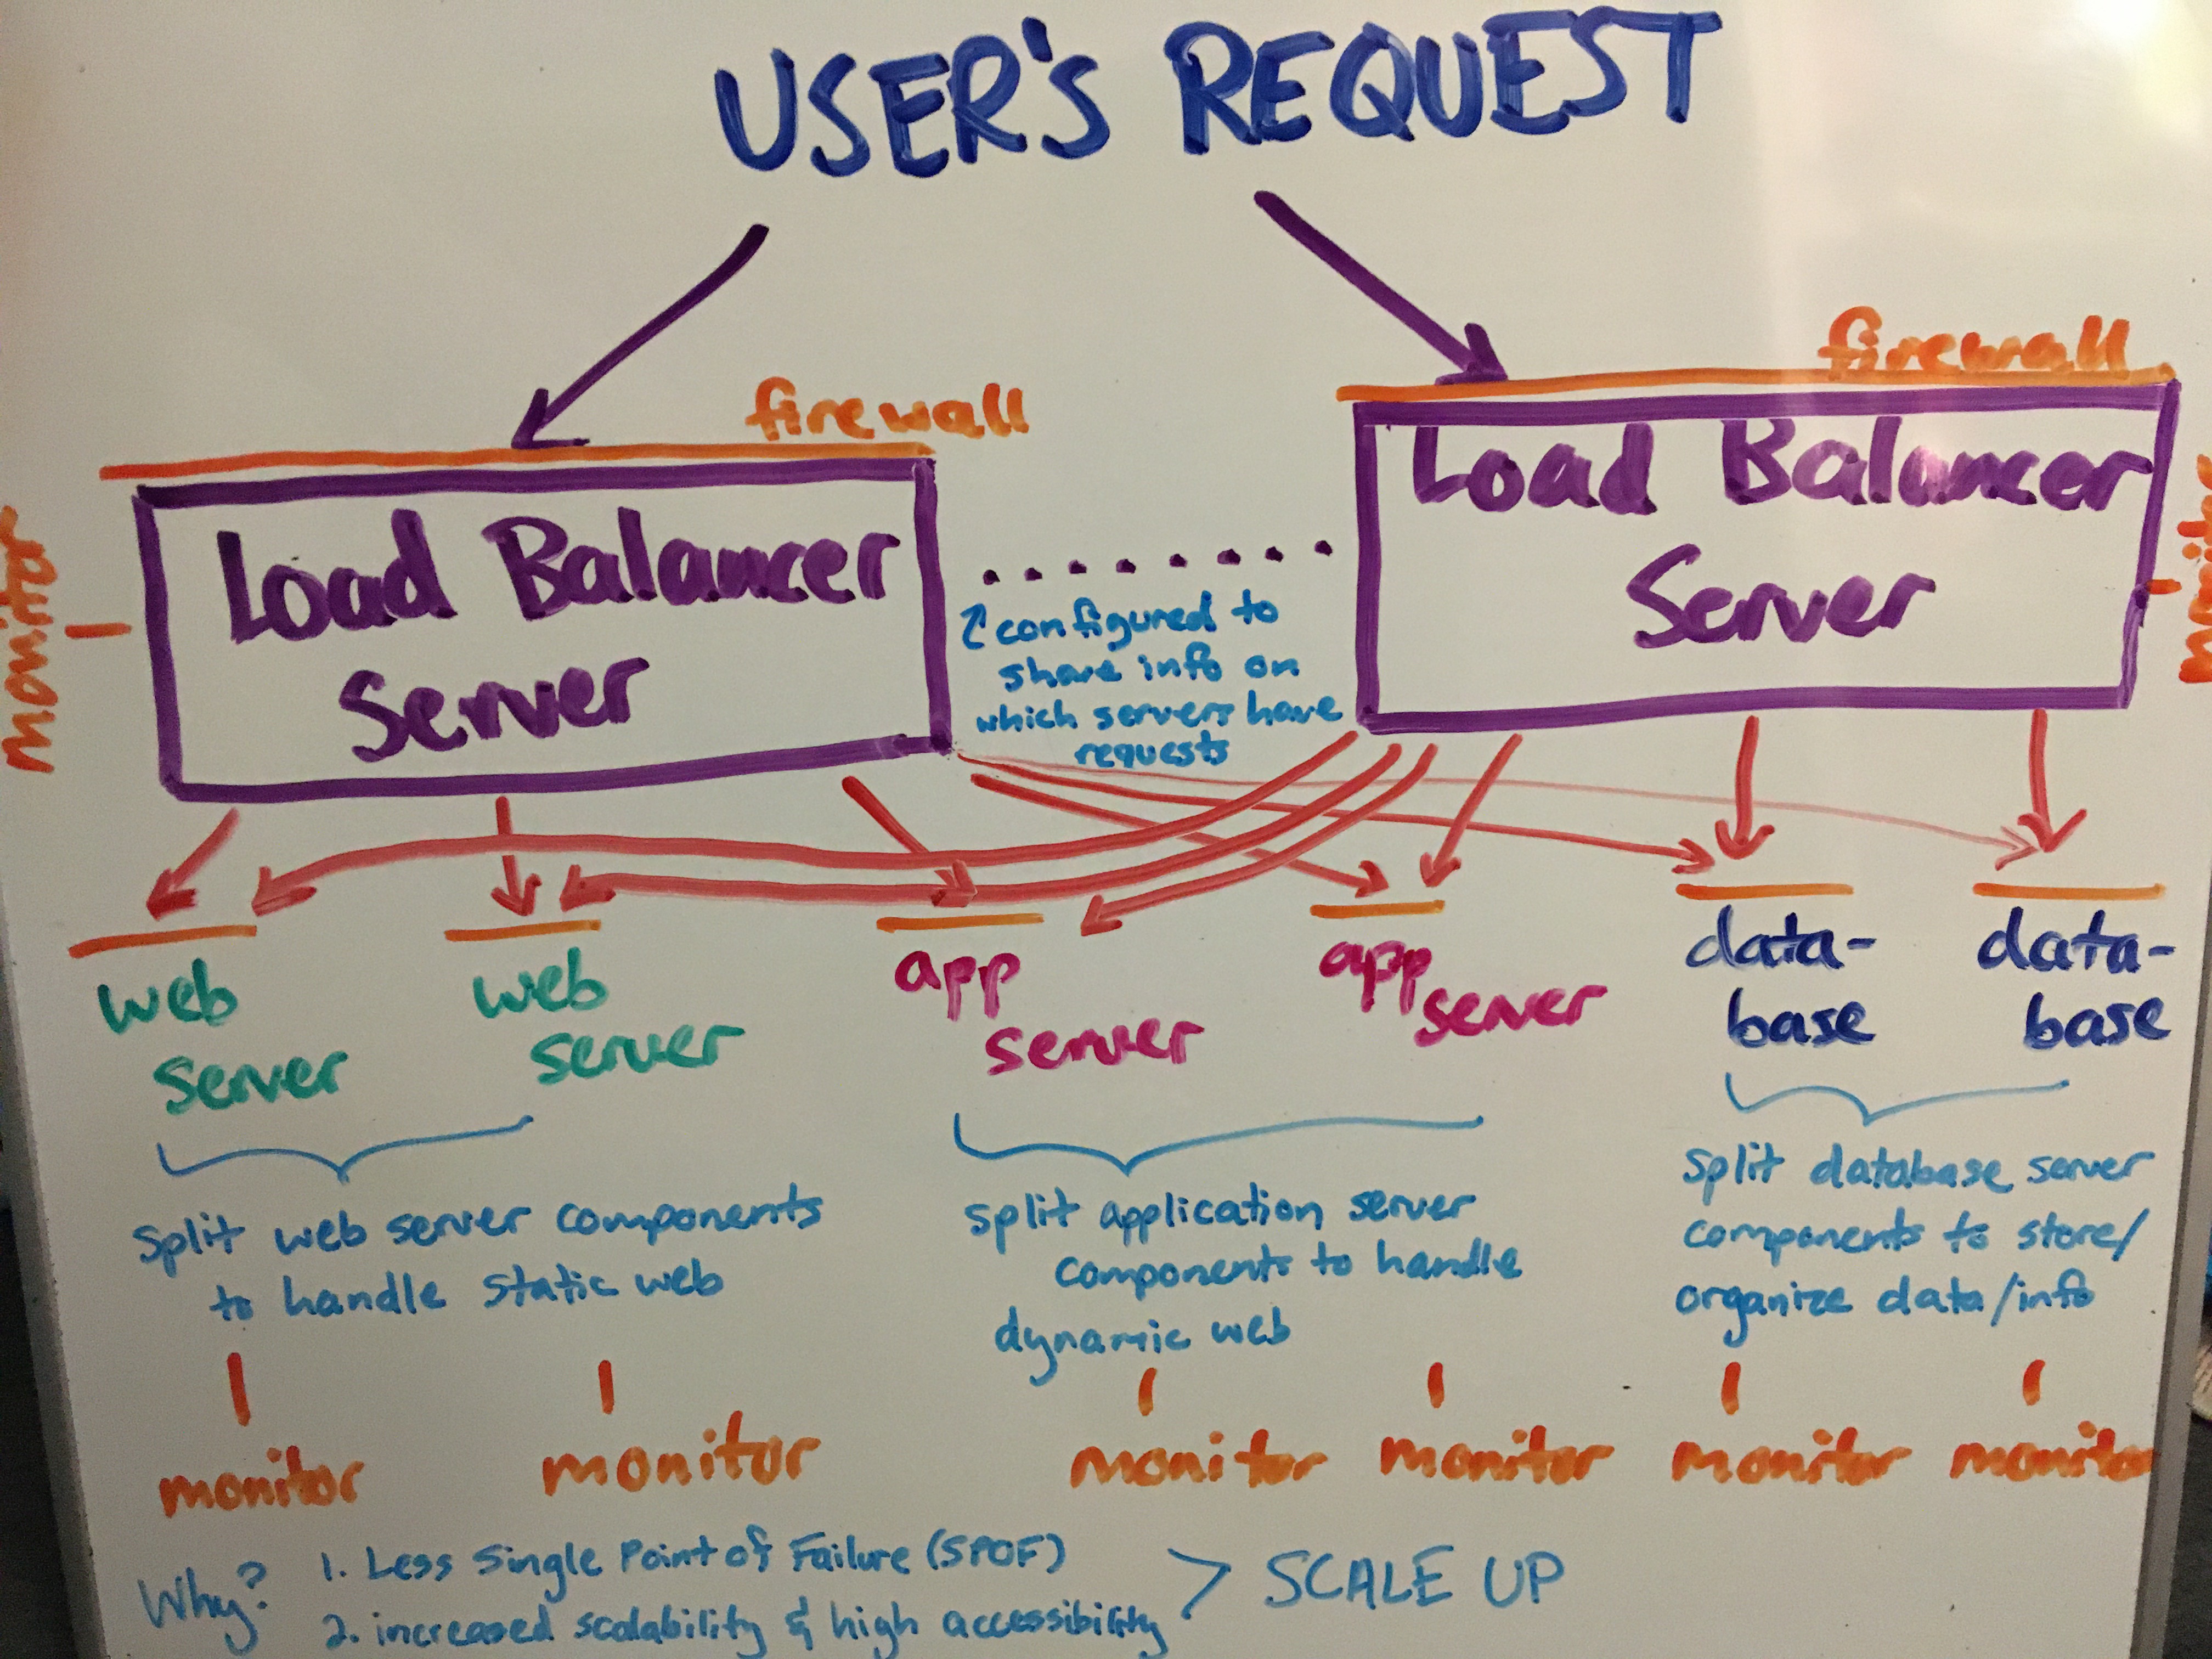 USER'S REQUEST
firewall
firewall
Load Balancer
Server
Load Balancer
Server
monitor
configured to
share info on
which servers have
requests
web
server
web
server
app
server
app
server
data-
base
data-
base
split web server components
to handle static web
split application server
components to handle
dynamic web
split database server
components to store/
organize data/info
monitor
monitor
monitor
monitor
monitor
monitor
Why?
1. Less Single Point of Failure (SPOF)
2. increased scalability & high accessibility
> SCALE UP